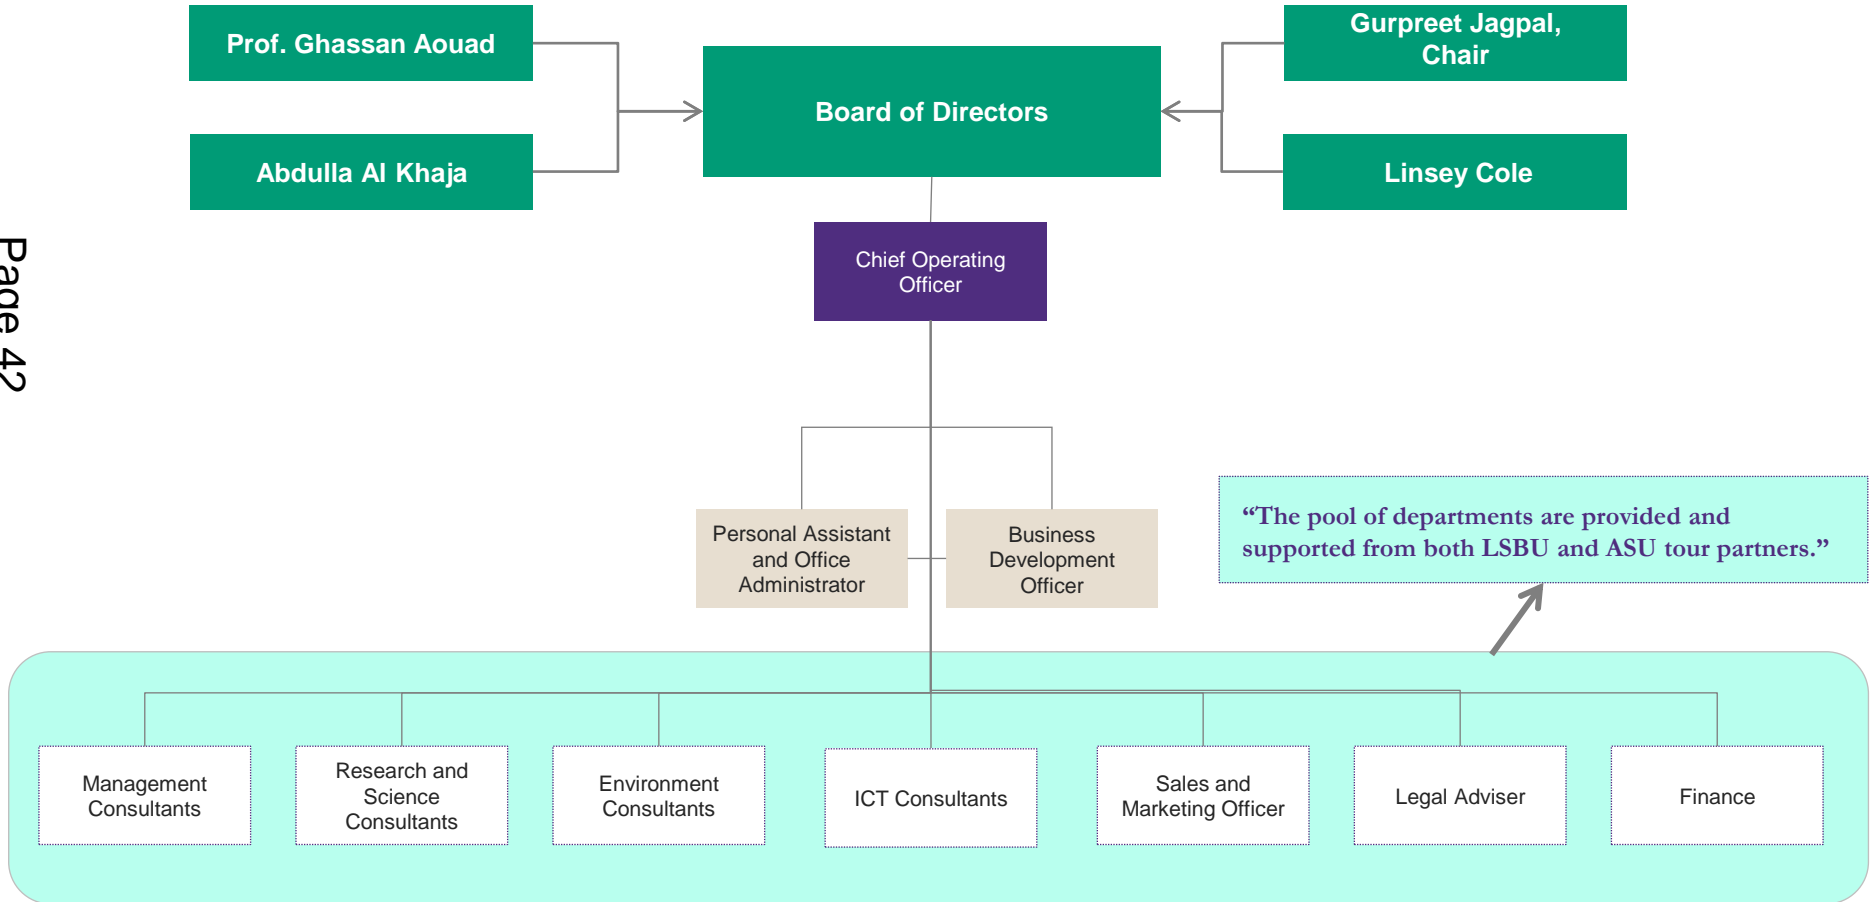 Prof. Ghassan Aouad
Gurpreet Jagpal,
Chair
Board of Directors
Abdulla Al Khaja
Linsey Cole
Chief Operating
Officer
Page 42
Personal Assistant
and Office
Administrator
Business
Development
Officer
“The pool of departments are provided and
supported from both LSBU and ASU tour partners.”
Management
Consultants
Research and
Science
Consultants
Environment
Consultants
ICT Consultants
Sales and
Marketing Officer
Legal Adviser
Finance